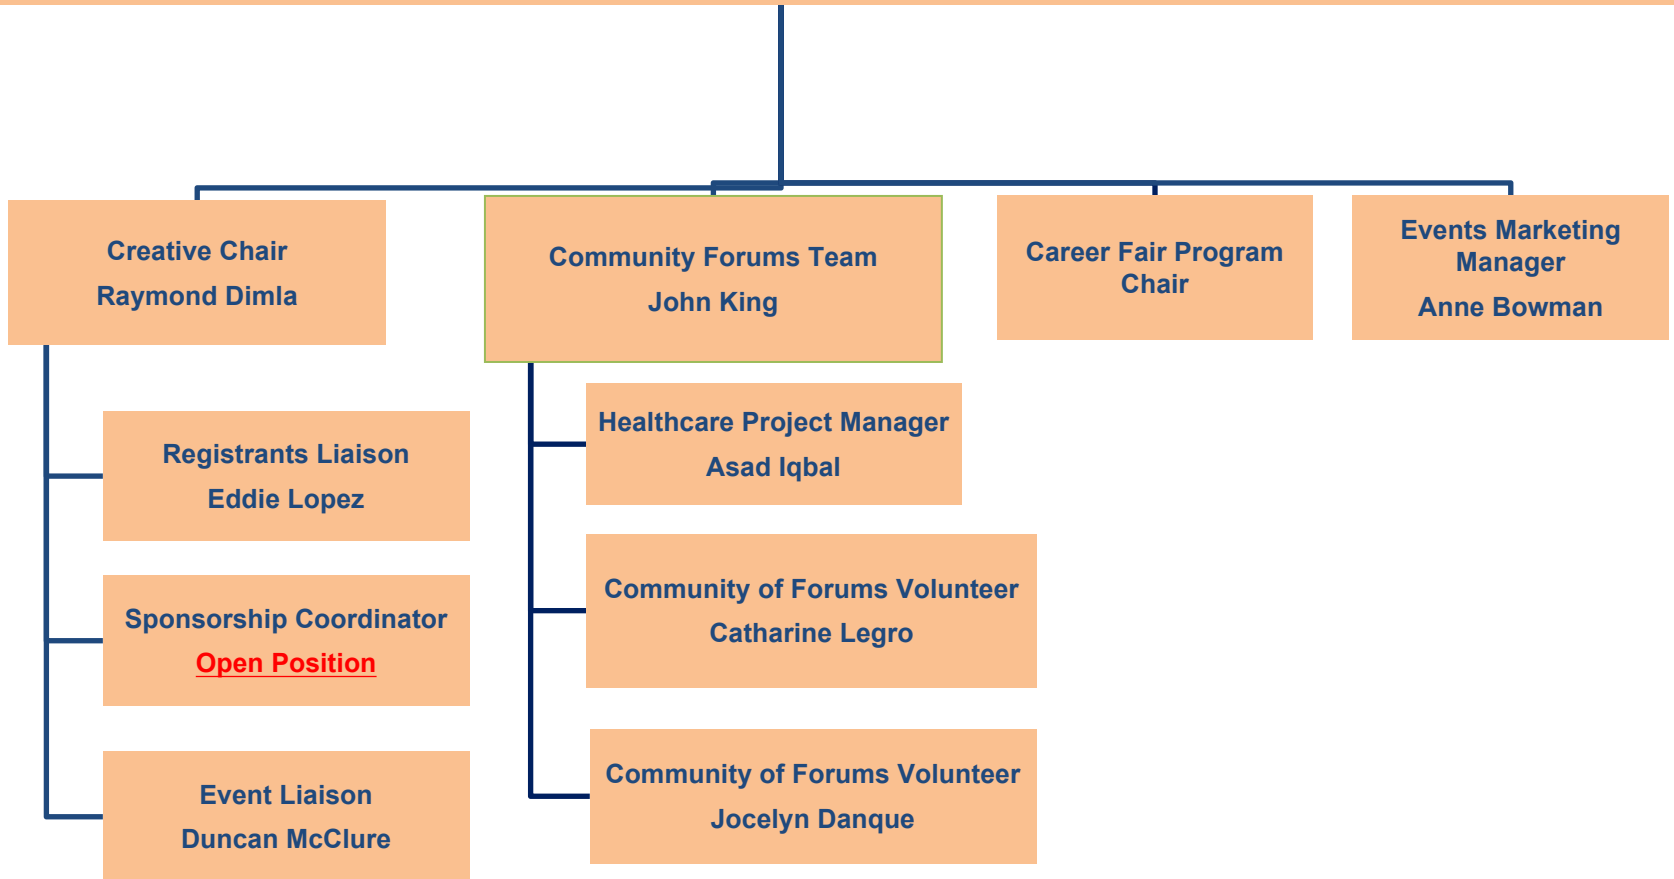 Creative Chair
Raymond Dimla
Community Forums Team
John King
Career Fair Program
Chair
Events Marketing
Manager
Anne Bowman
Registrants Liaison
Eddie Lopez
Sponsorship Coordinator
Open Position
Event Liaison
Duncan McClure
Healthcare Project Manager
Asad Iqbal
Community of Forums Volunteer
Catharine Legro
Community of Forums Volunteer
Jocelyn Danque